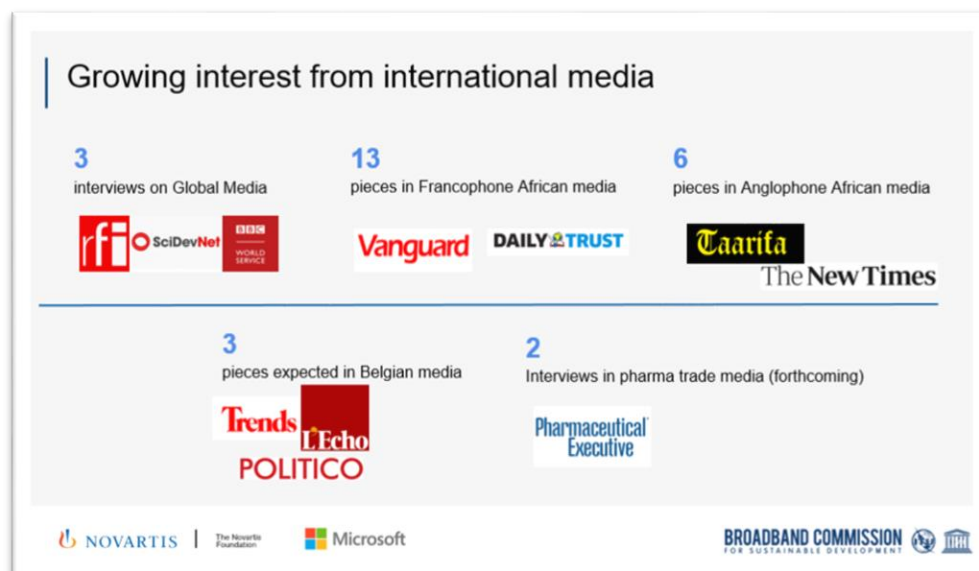 Growing interest from international media
3
interviews on Global Media
13
pieces in Francophone African media
6
pieces in Anglophone African media
rfi
SciDevNet
BBC
WORLD
SERVICE
Vanguard
DAILY TRUST
Taarifa
The New Times
3
pieces expected in Belgian media
2
Interviews in pharma trade media (forthcoming)
Trends
L'Echo
POLITICO
Pharmaceutical
Executive
NOVARTIS
The Novartis
Foundation
Microsoft
BROADBAND COMMISSION
FOR SUSTAINABLE DEVELOPMENT